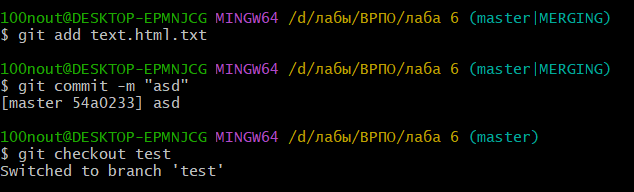 100nout@DESKTOP-EPMNJCG MINGW64 /d/лабы/ВРПО/лаба 6 (master|MERGING)
$ git add text.html.txt
100nout@DESKTOP-EPMNJCG MINGW64 /d/лабы/ВРПО/лаба 6 (master|MERGING)
$ git commit -m "asd"
[master 54a0233] asd
100nout@DESKTOP-EPMNJCG MINGW64 /d/лабы/ВРПО/лаба 6 (master)
$ git checkout test
Switched to branch 'test'